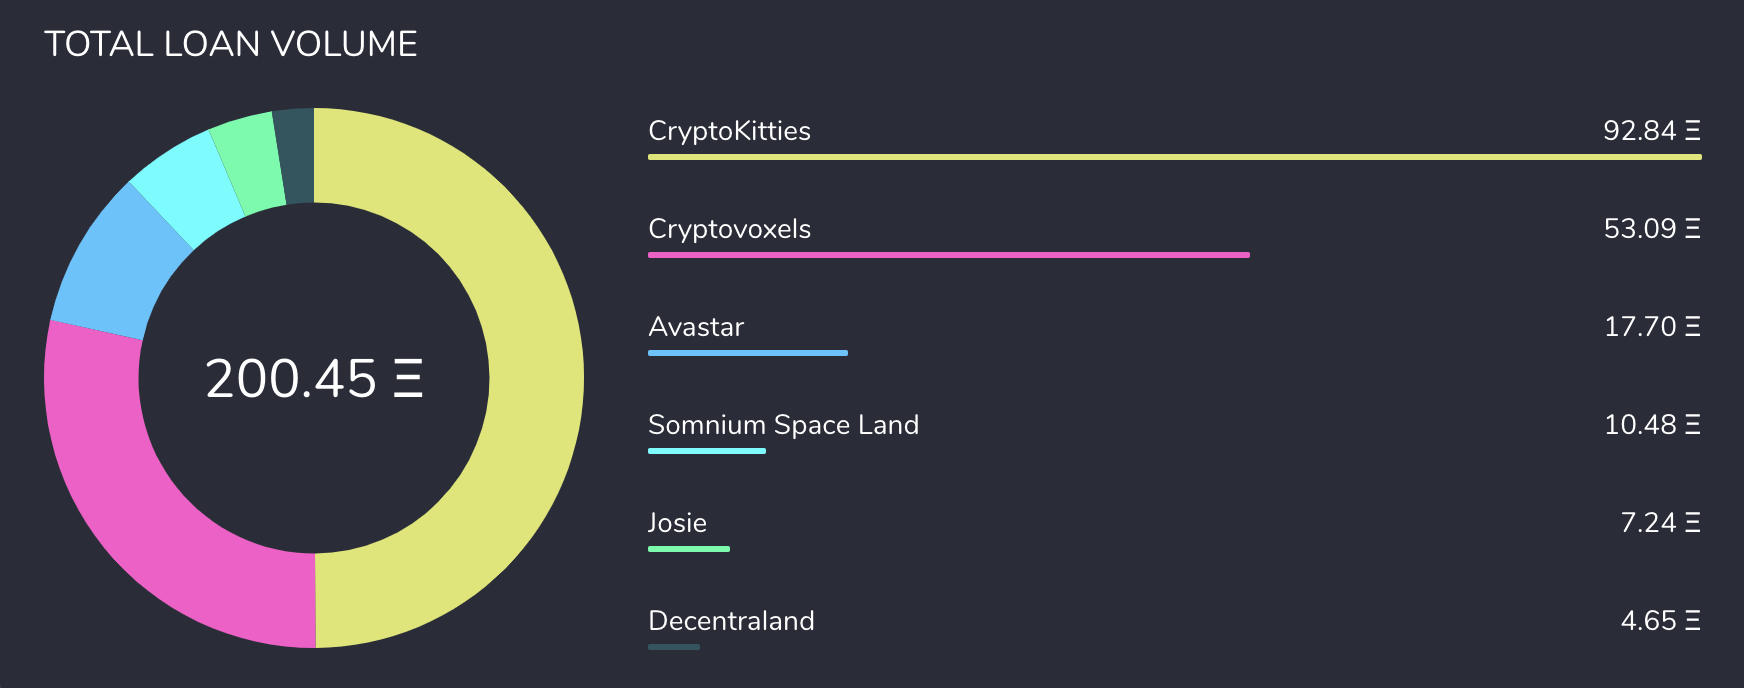 TOTAL LOAN VOLUME
200.45 Ξ
CryptoKitties 92.84 Ξ
Cryptovoxels 53.09 Ξ
Avastar 17.70 Ξ
Somnium Space Land 10.48 Ξ
Josie 7.24 Ξ
Decentraland 4.65 Ξ